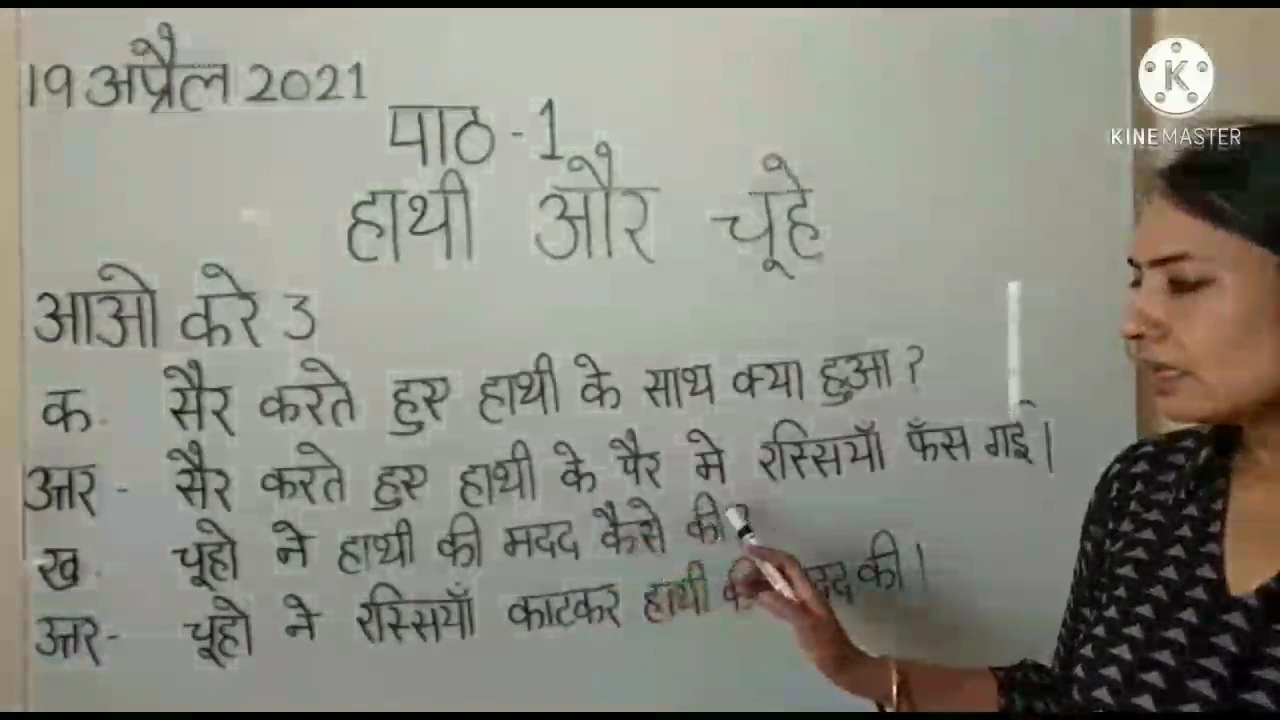 19 अप्रैल 2021
पाठ - 1
हाथी और चूहे
आओ करे 3
क. सैर करते हुए हाथी के साथ क्या हुआ?
उत्तर - सैर करते हुए हाथी के पैर मे रस्सियाँ फँस गई।
ख. चूहो ने हाथी की मदद कैसे की?
उत्तर - चूहो ने रस्सियाँ काटकर हाथी की मदद की।
K
KINEMASTER